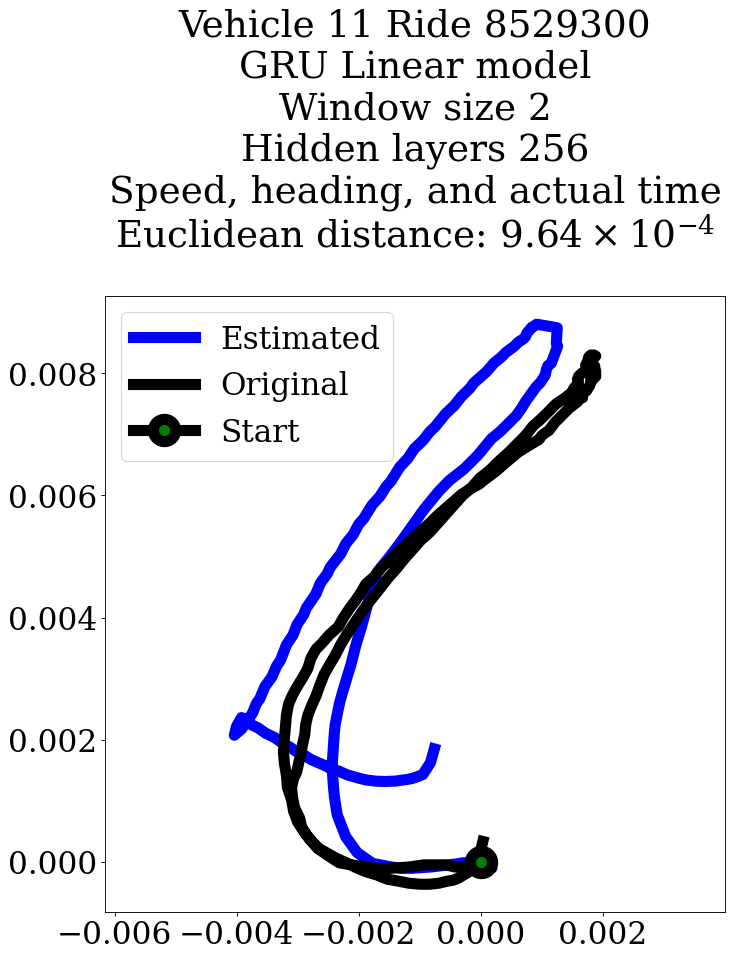 Vehicle 11 Ride 8529300
GRU Linear model
Window size 2
Hidden layers 256
Speed, heading, and actual time
Euclidean distance: 9.64 × 10⁻⁴
Estimated
Original
Start
0.008
0.006
0.004
0.002
0.000
−0.006 −0.004 −0.002 0.000 0.002